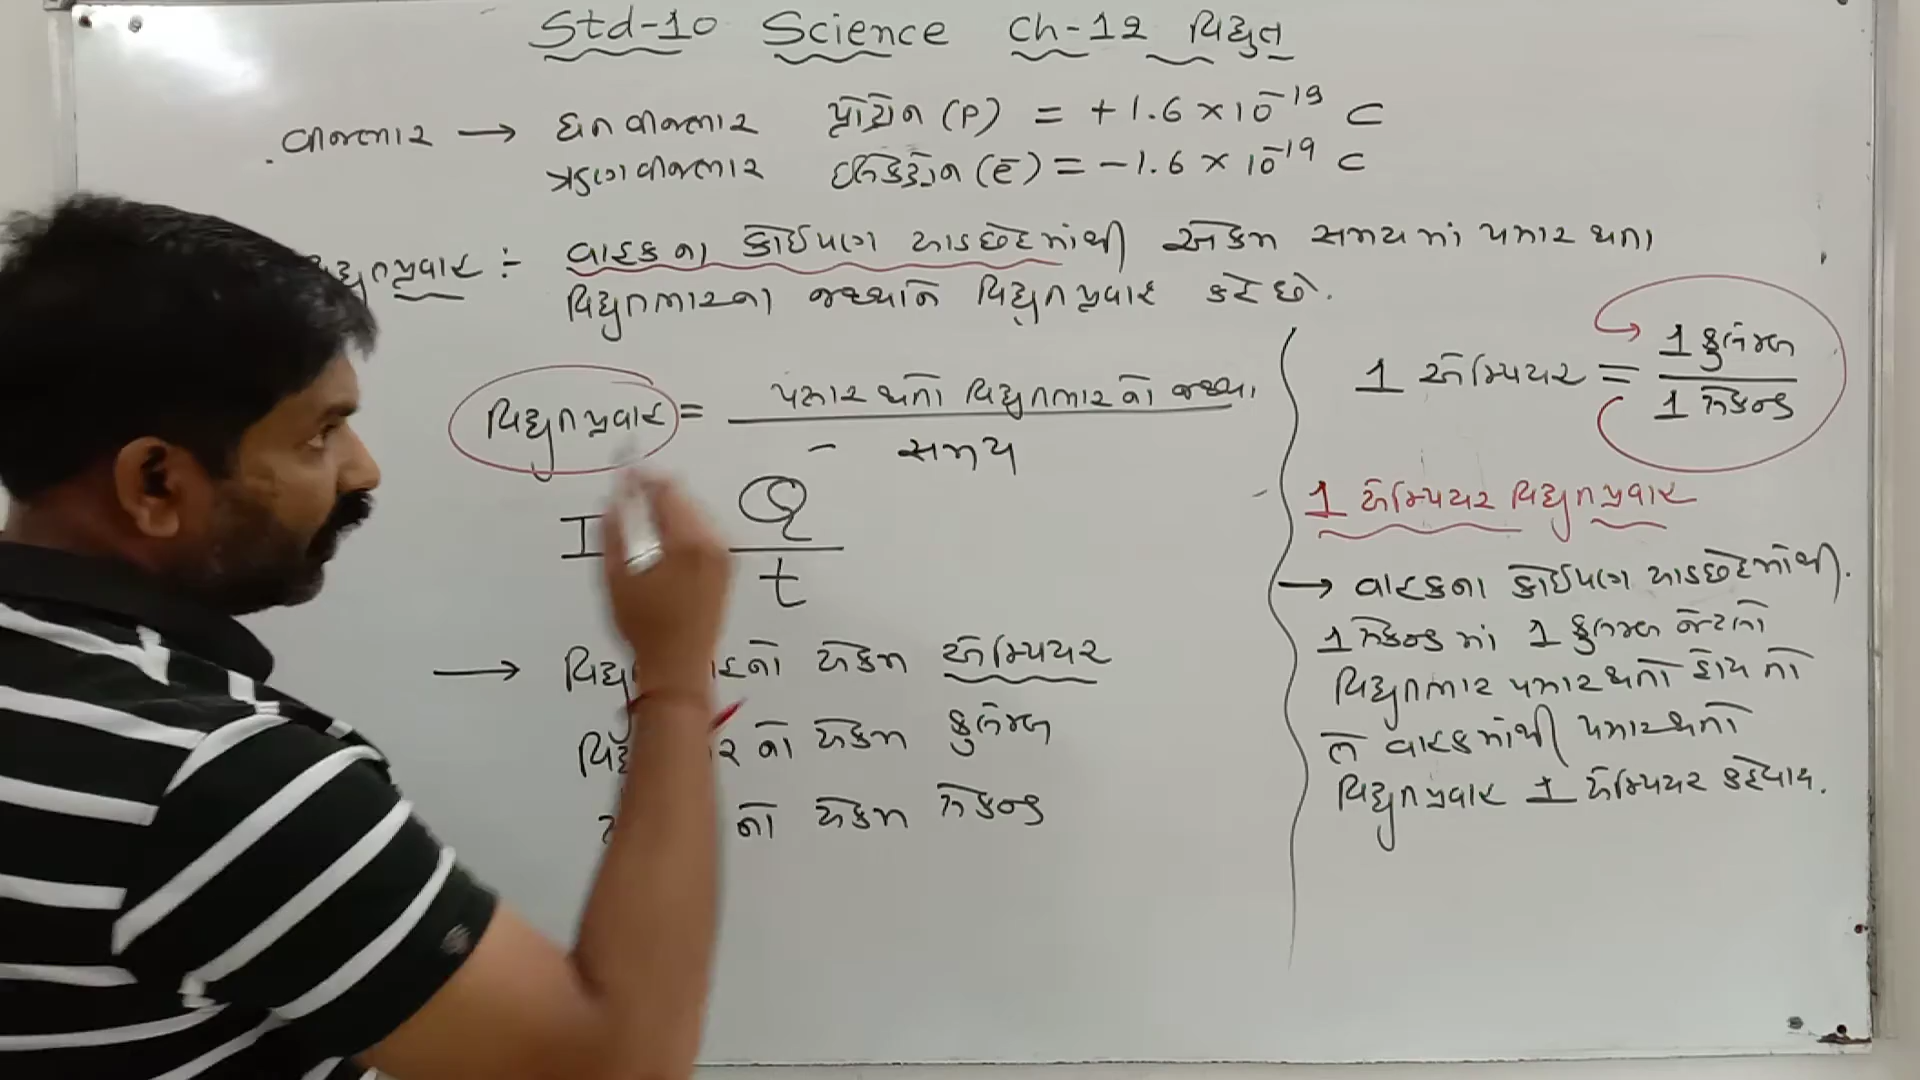 Std-10 Science Ch-12 વિદ્યુત
વીજભાર → ધન વીજભાર પ્રોટોન (P) = +1.6 × 10⁻¹⁹ C
ઋણ વીજભાર ઈલેક્ટ્રોન (e⁻) = −1.6 × 10⁻¹⁹ C
વિદ્યુતપ્રવાહ :- વાહકના કોઈપણ આડછેદમાંથી એકમ સમયમાં પસાર થતા
વિદ્યુતભારના જથ્થાને વિદ્યુતપ્રવાહ કહે છે.
વિદ્યુતપ્રવાહ = પસાર થતો વિદ્યુતભારનો જથ્થો
સમય
I
Q
t
→ એકમ એમ્પિયર
નો એકમ કુલંબ
નો એકમ સેકન્ડ
1 એમ્પિયર = 1 કુલંબ
1 સેકન્ડ
1 એમ્પિયર વિદ્યુતપ્રવાહ
→ વાહકના કોઈપણ આડછેદમાંથી.
1 સેકન્ડમાં 1 કુલંબ જેટલો
વિદ્યુતભાર પસાર થતો હોય તો
તે વાહકમાંથી પસાર થતો
વિદ્યુતપ્રવાહ 1 એમ્પિયર કહેવાય.